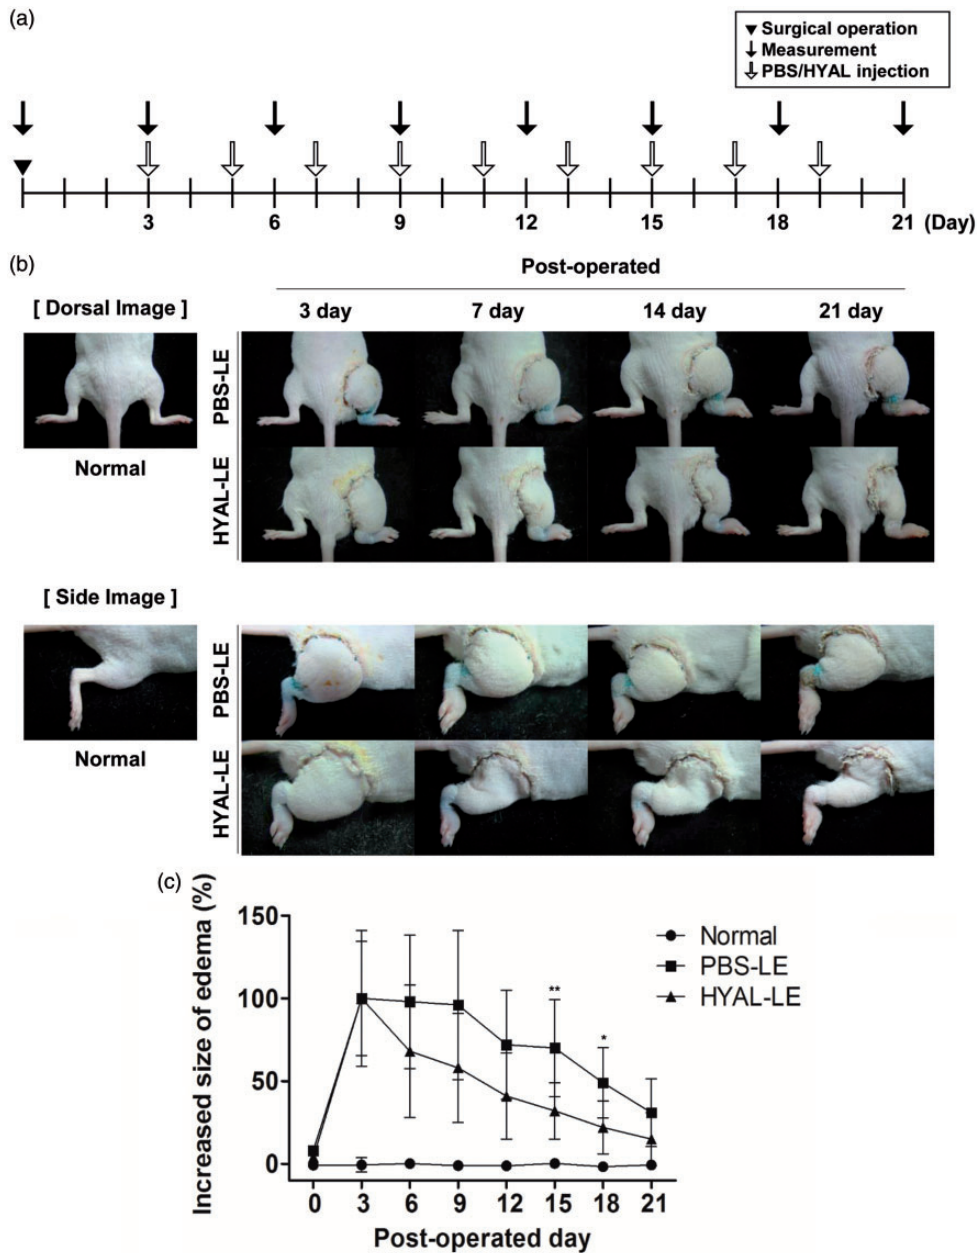 (a)
▼ Surgical operation
↓ Measurement
⇩ PBS/HYAL injection
3 6 9 12 15 18 21 (Day)
(b)
Post-operated
[ Dorsal Image ]
3 day 7 day 14 day 21 day
PBS-LE
Normal
HYAL-LE
[ Side Image ]
PBS-LE
Normal
HYAL-LE
(c)
Increased size of edema (%)
150
100
50
0
Normal
PBS-LE
HYAL-LE
** *
0 3 6 9 12 15 18 21
Post-operated day